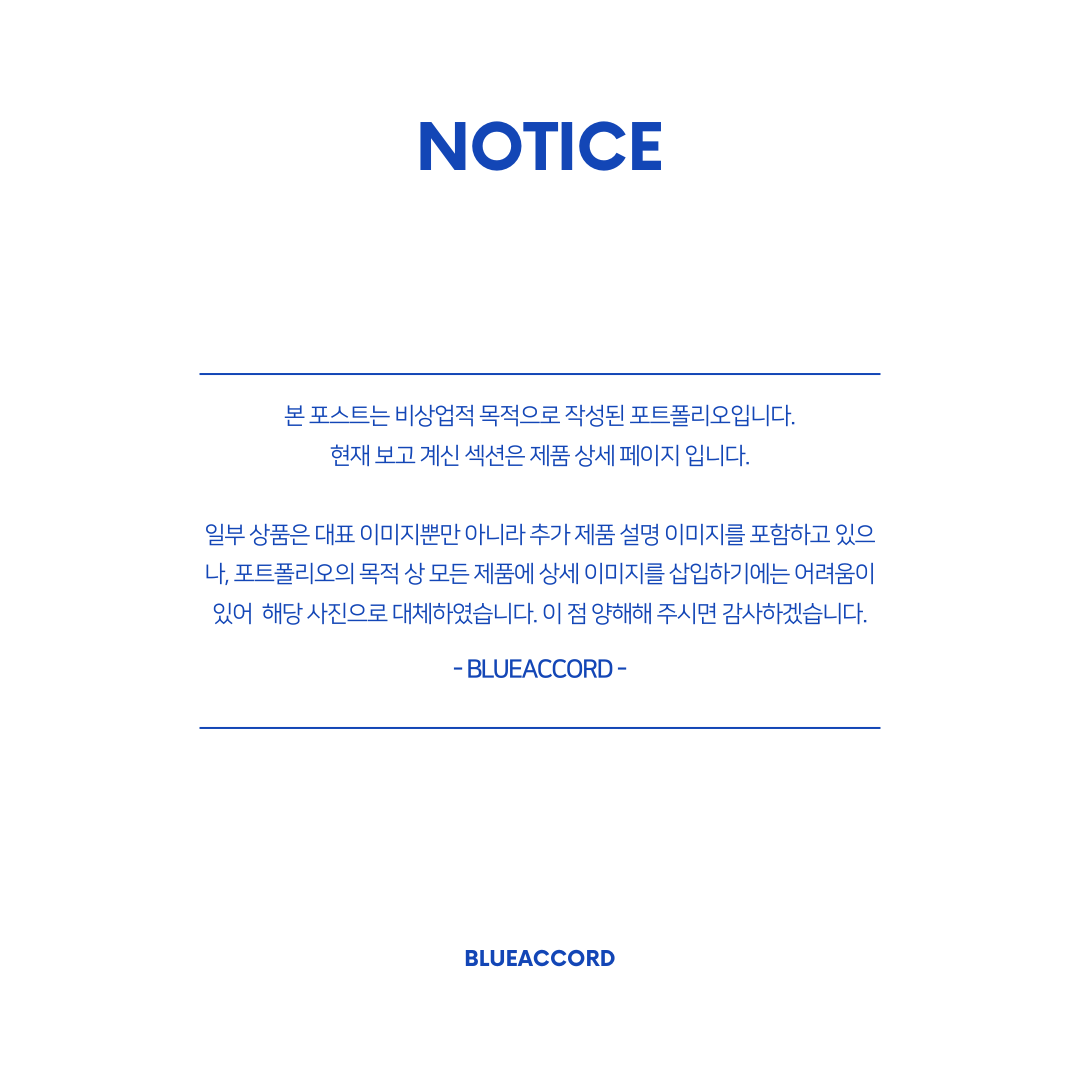 NOTICE
본 포스트는 비상업적 목적으로 작성된 포트폴리오입니다.
현재 보고 계신 섹션은 제품 상세 페이지 입니다.
일부 상품은 대표 이미지뿐만 아니라 추가 제품 설명 이미지를 포함하고 있으
나, 포트폴리오의 목적 상 모든 제품에 상세 이미지를 삽입하기에는 어려움이
있어  해당 사진으로 대체하였습니다. 이 점 양해해 주시면 감사하겠습니다.
- BLUEACCORD -
BLUEACCORD